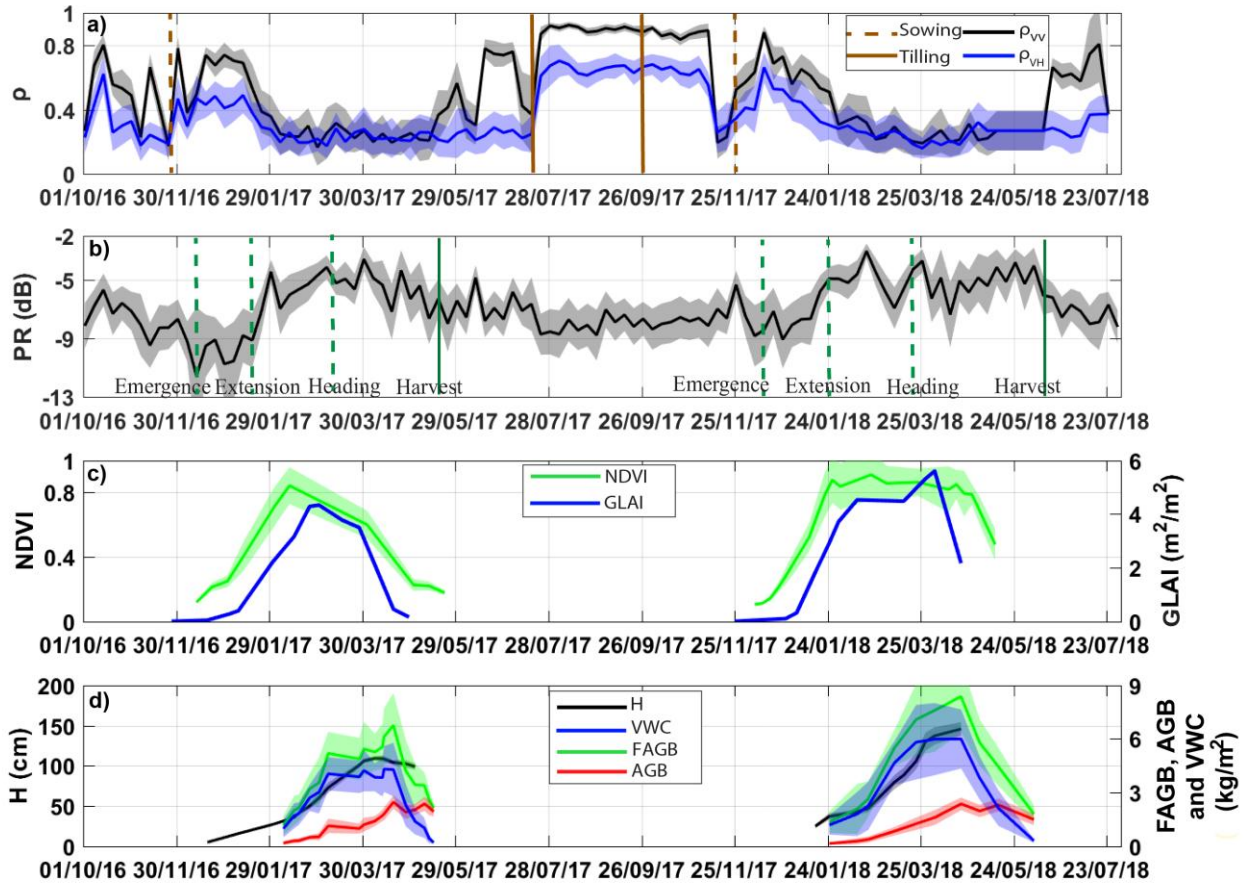 a)
1
0.8
0.4
0
ρ
Sowing
Tilling
ρVV
ρVH
01/10/16 30/11/16 29/01/17 30/03/17 29/05/17 28/07/17 26/09/17 25/11/17 24/01/18 25/03/18 24/05/18 23/07/18
b)
-2
-5
-9
-13
PR (dB)
Emergence Extension Heading Harvest Emergence Extension Heading Harvest
01/10/16 30/11/16 29/01/17 30/03/17 29/05/17 28/07/17 26/09/17 25/11/17 24/01/18 25/03/18 24/05/18 23/07/18
c)
1
0.8
0.4
0
NDVI
NDVI
GLAI
6
4
2
0
GLAI (m²/m²)
01/10/16 30/11/16 29/01/17 30/03/17 29/05/17 28/07/17 26/09/17 25/11/17 24/01/18 25/03/18 24/05/18 23/07/18
d)
200
150
100
50
0
H (cm)
H
VWC
FAGB
AGB
9
6
3
0
FAGB, AGB
and VWC
(kg/m²)
01/10/16 30/11/16 29/01/17 30/03/17 29/05/17 28/07/17 26/09/17 25/11/17 24/01/18 25/03/18 24/05/18 23/07/18